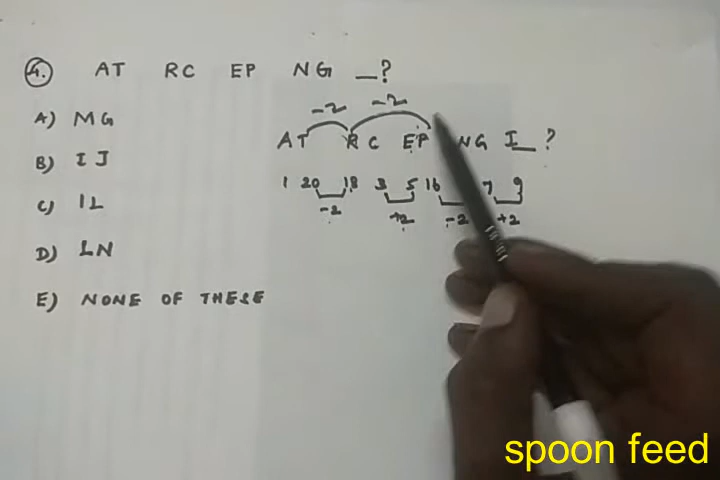 4. AT RC EP NG _?
A) MG
B) IJ
C) IL
D) LN
E) NONE OF THESE
-2 -2
AT RC EP NG I_ ?
1 20 18 3 5 16 7 9
-2 +2 -2 +2
spoon feed